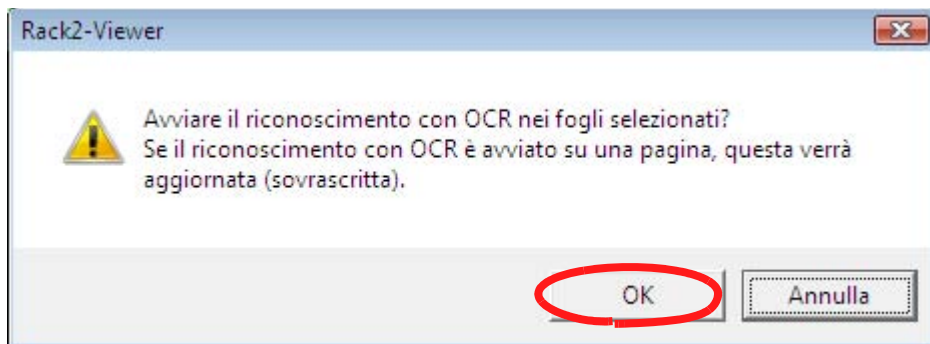 Rack2-Viewer
Avviare il riconoscimento con OCR nei fogli selezionati?
Se il riconoscimento con OCR è avviato su una pagina, questa verrà
aggiornata (sovrascritta).
OK
Annulla